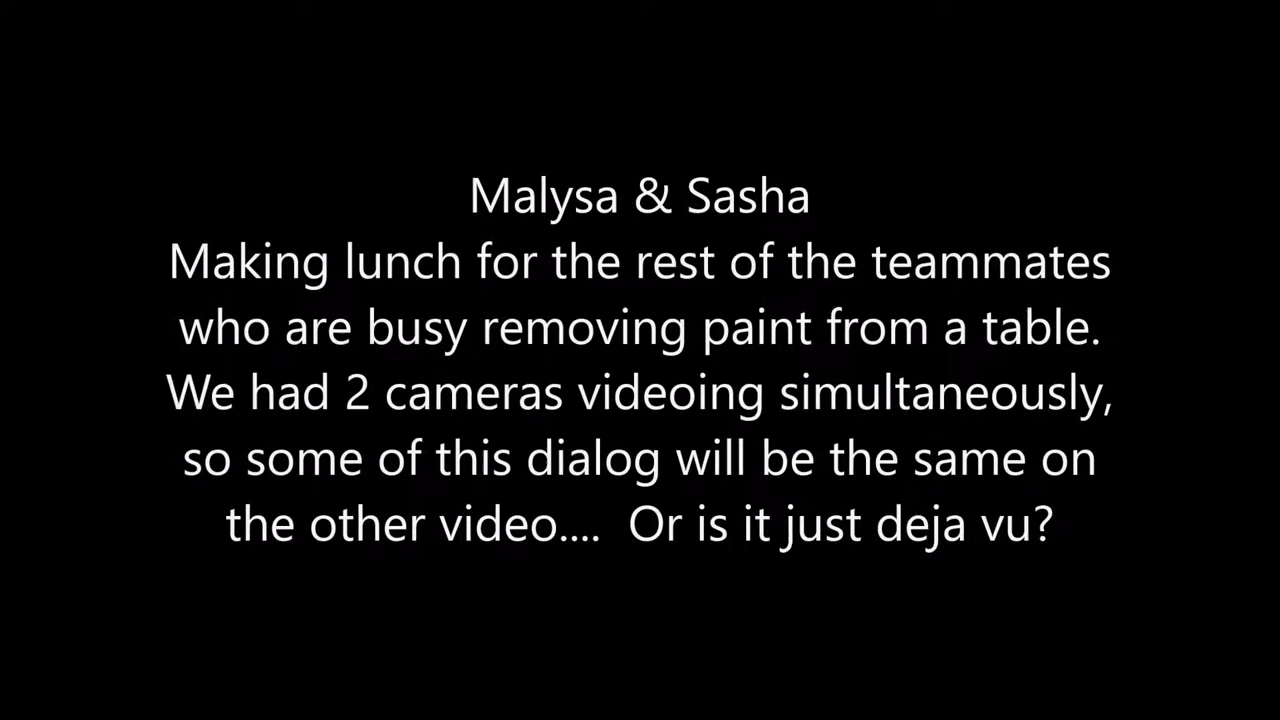 Malysa & Sasha
Making lunch for the rest of the teammates
who are busy removing paint from a table.
We had 2 cameras videoing simultaneously,
so some of this dialog will be the same on
the other video....  Or is it just deja vu?